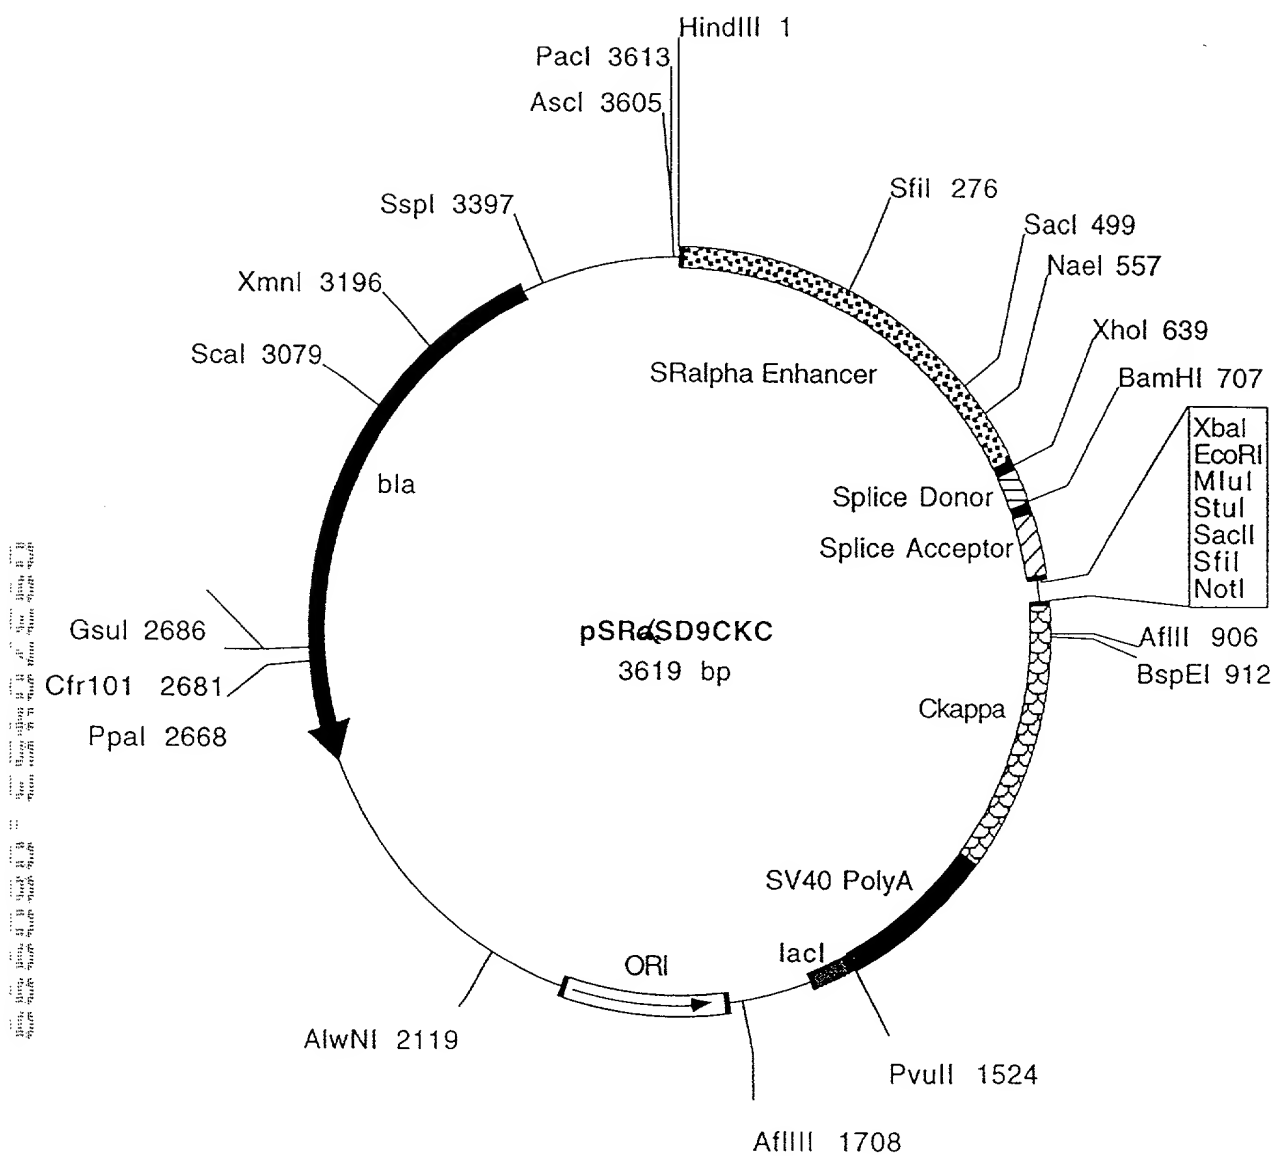 HindIII 1
PacI 3613
AscI 3605
SfiI 276
SspI 3397
SacI 499
NaeI 557
XmnI 3196
XhoI 639
ScaI 3079
SRalpha Enhancer
BamHI 707
XbaI
EcoRI
MluI
StuI
SacII
SfiI
NotI
bla
Splice Donor
Splice Acceptor
GsuI 2686
pSRαSD9CKC
3619 bp
AflII 906
BspEI 912
Cfr101 2681
Ckappa
PpaI 2668
SV40 PolyA
lacI
ORI
AlwNI 2119
PvuII 1524
AflIII 1708